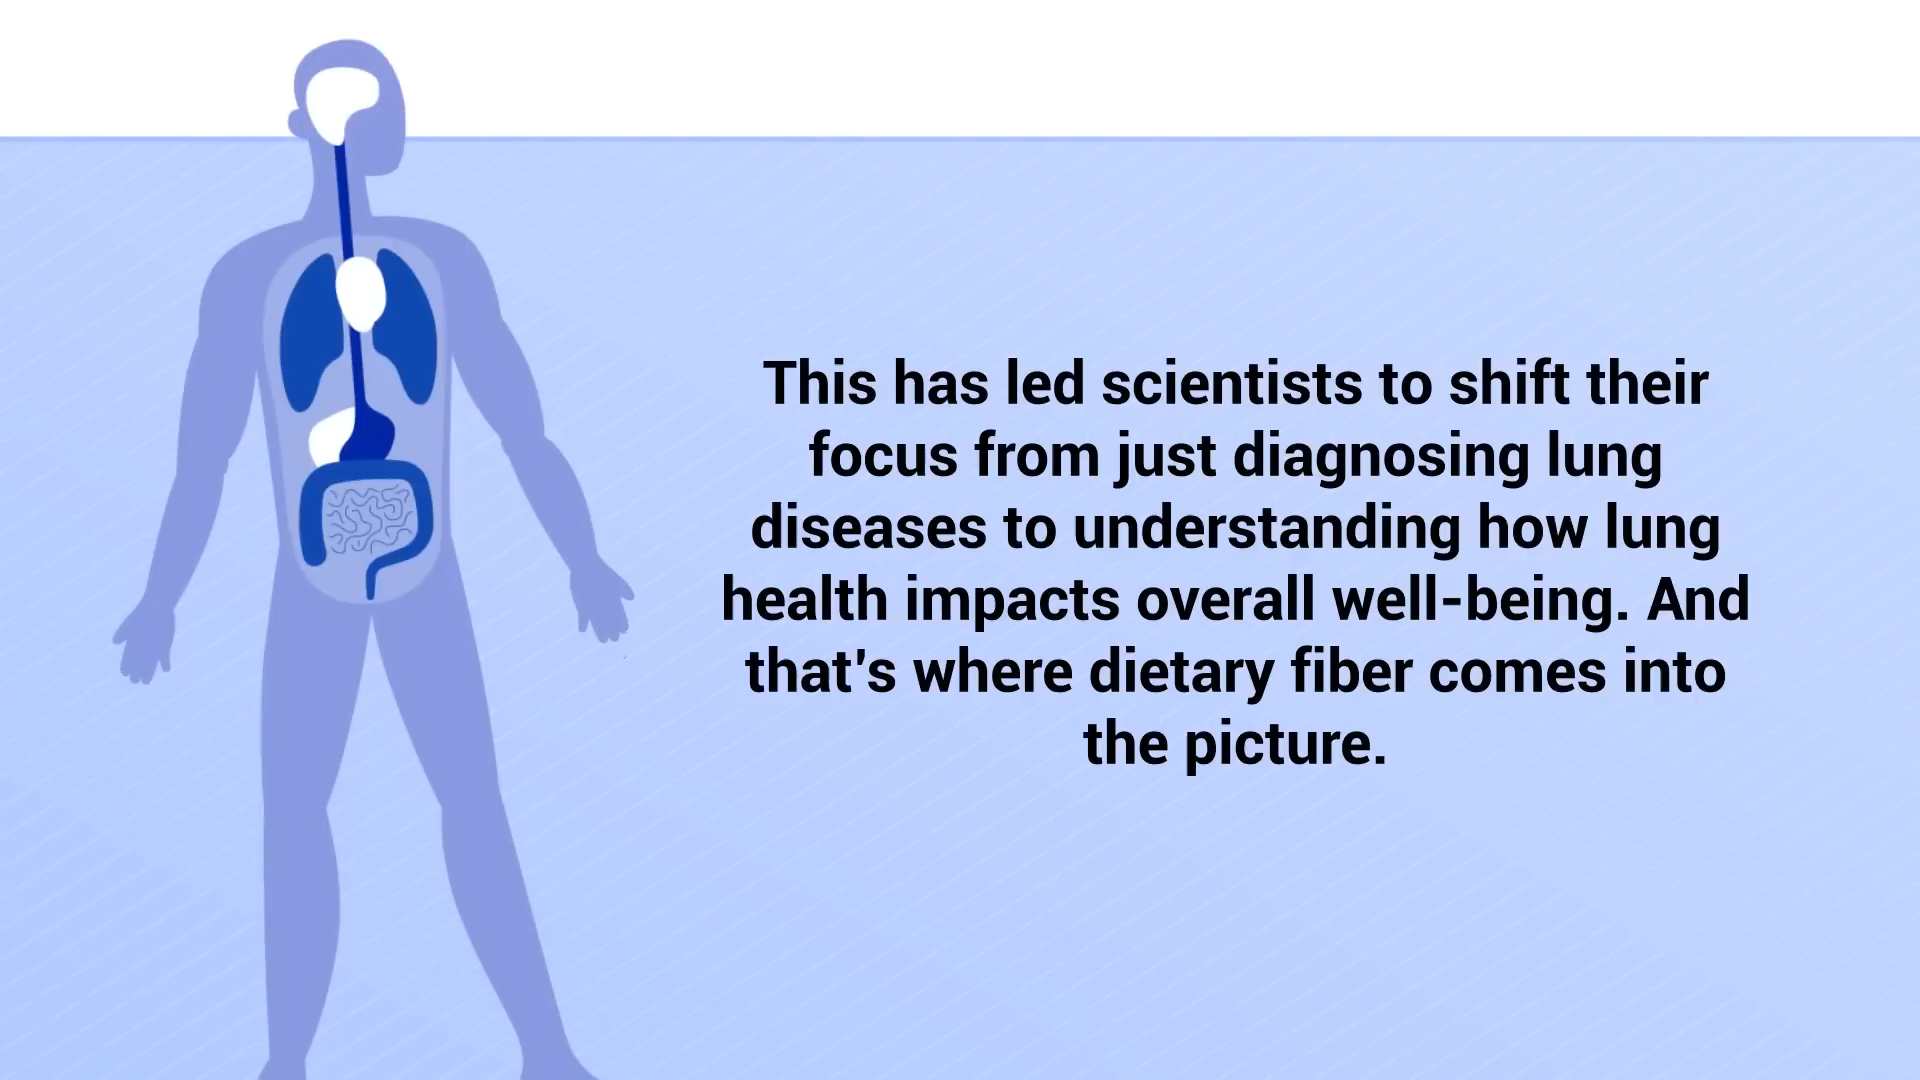 This has led scientists to shift their
focus from just diagnosing lung
diseases to understanding how lung
health impacts overall well-being. And
that's where dietary fiber comes into
the picture.